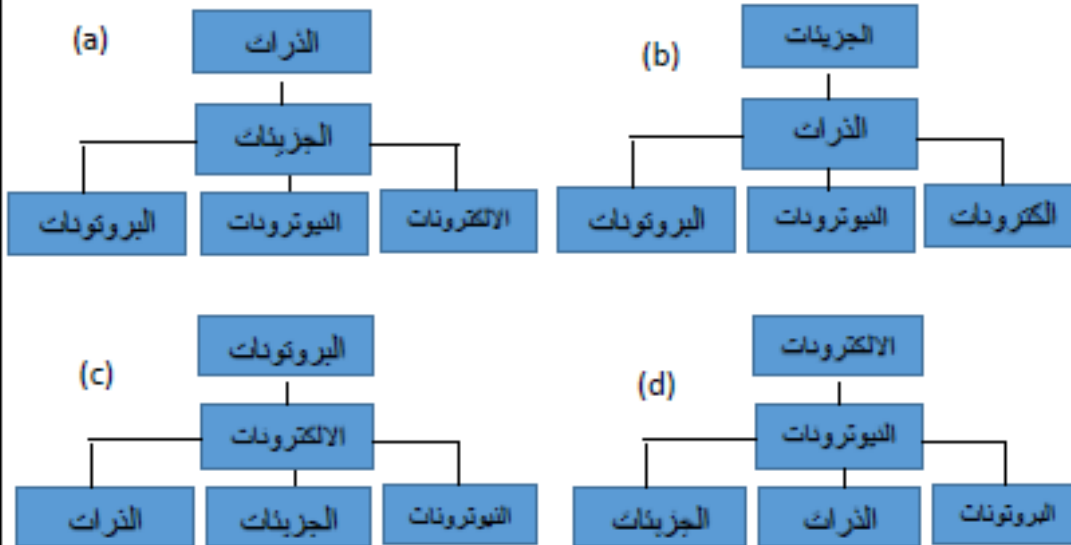 (a)
الذرات
الجزيئات
البروتونات النيوترونات الالكترونات
(b)
الجزيئات
الذرات
البروتونات النيوترونات الكترونات
(c)
البروتونات
الالكترونات
الذرات الجزيئات النيوترونات
(d)
الالكترونات
النيوترونات
الجزيئات الذرات البروتونات